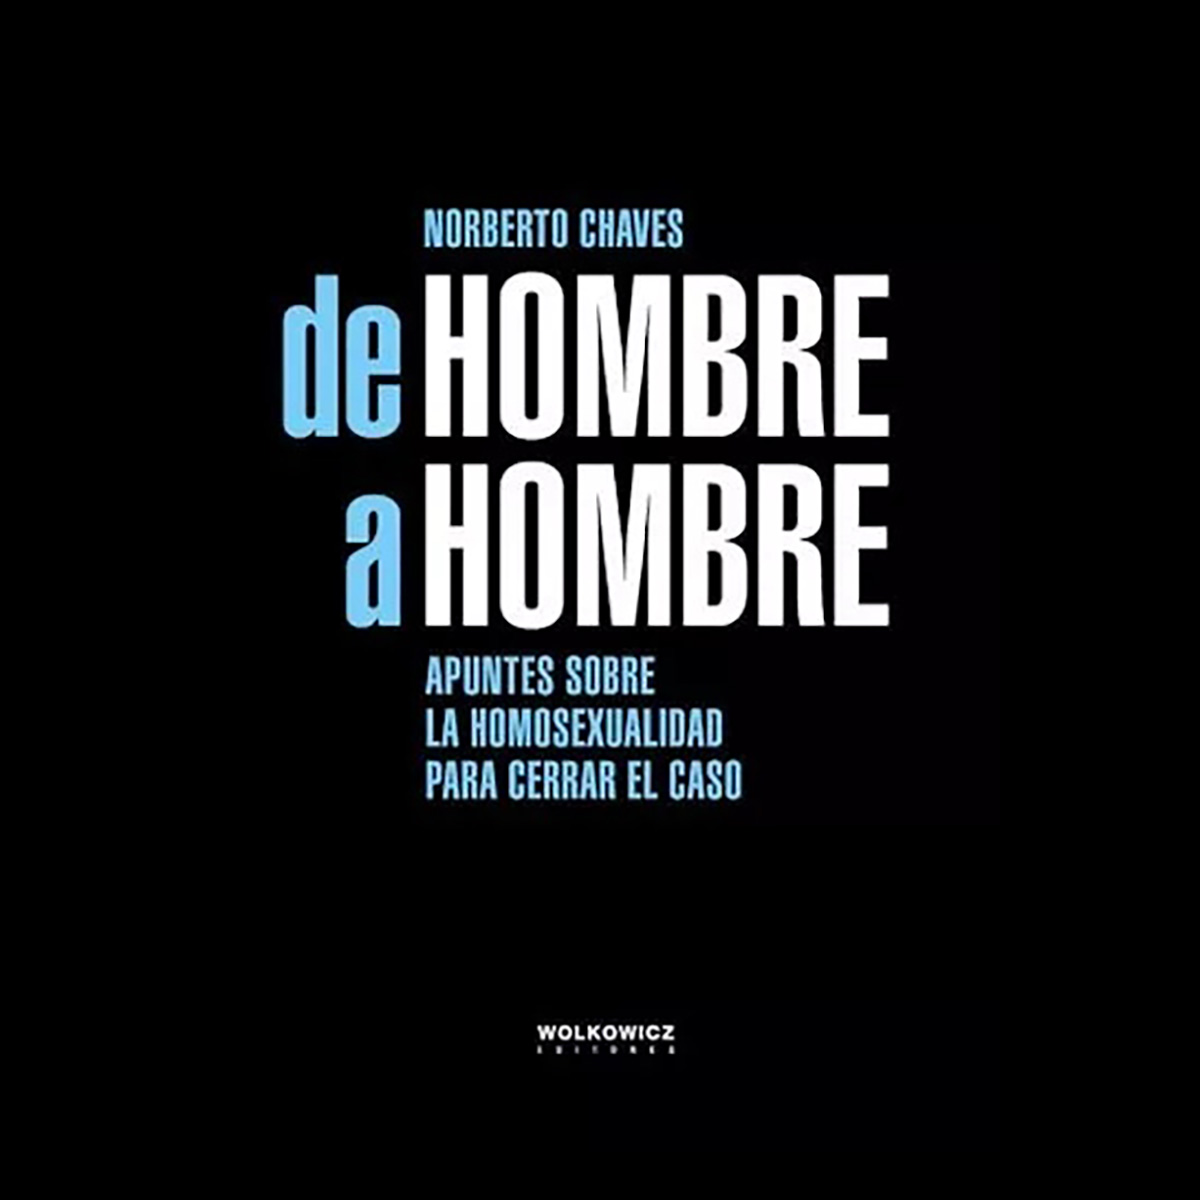 NORBERTO CHAVES
de HOMBRE
a HOMBRE
APUNTES SOBRE
LA HOMOSEXUALIDAD
PARA CERRAR EL CASO
WOLKOWICZ
EDITORES